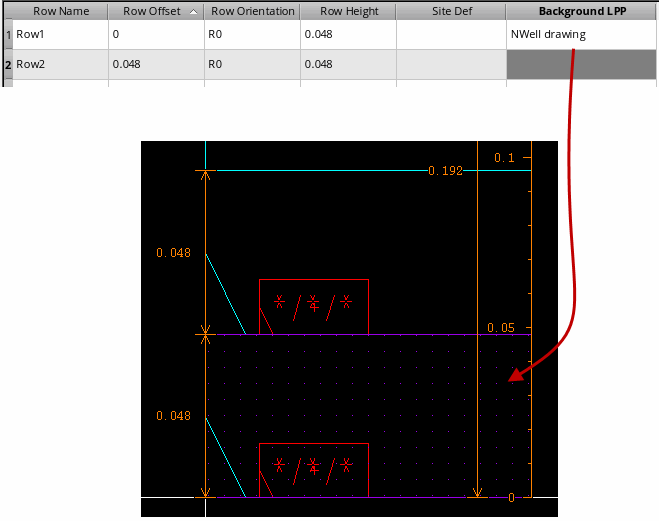 Row Name Row Offset Row Orientation Row Height Site Def Background LPP
1 Row1 0 R0 0.048 NWell drawing
2 Row2 0.048 R0 0.048
0.1
0.192
0.048
*/*/*
0.05
0.048
*/*/*
0